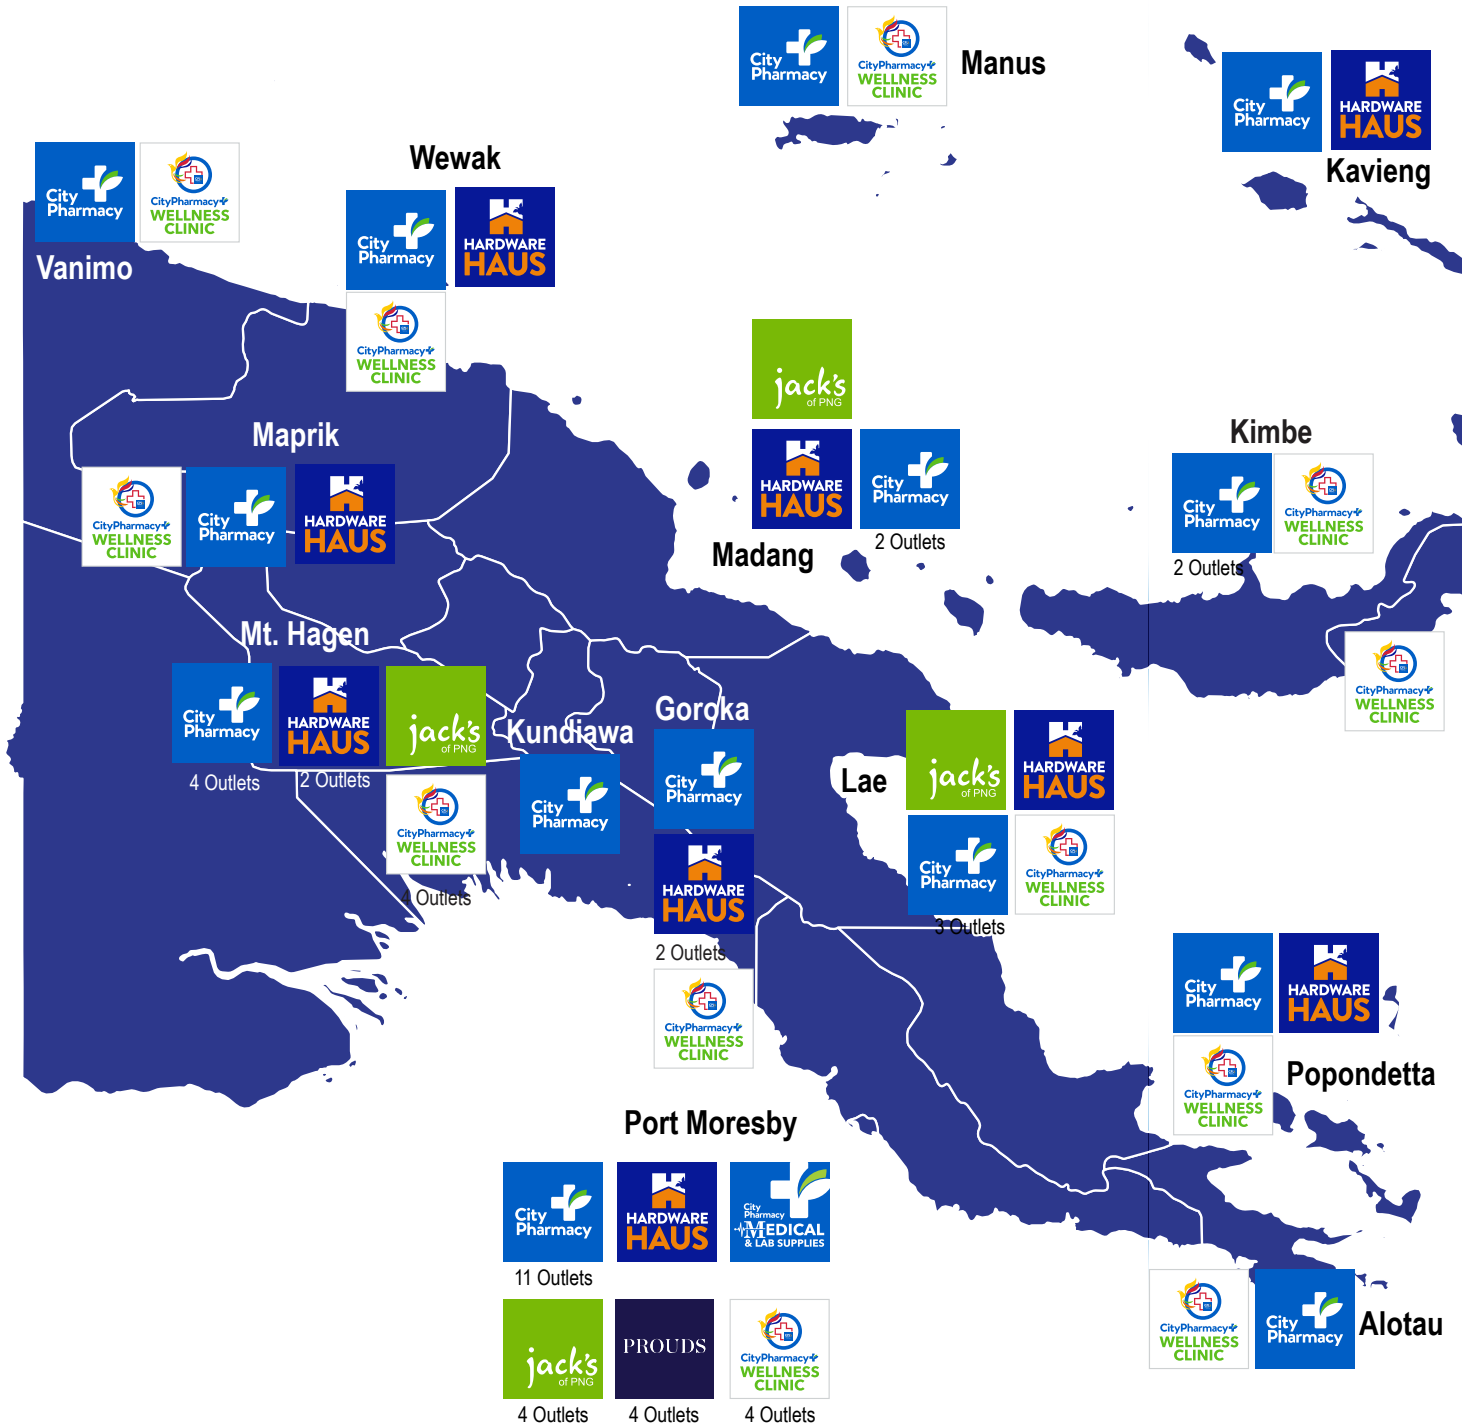 City
Pharmacy
CityPharmacy
WELLNESS
CLINIC
Manus
City
Pharmacy
HARDWARE
HAUS
Kavieng
City
Pharmacy
CityPharmacy
WELLNESS
CLINIC
Vanimo
Wewak
City
Pharmacy
HARDWARE
HAUS
CityPharmacy
WELLNESS
CLINIC
jack's
of PNG
HARDWARE
HAUS
City
Pharmacy
2 Outlets
Madang
Maprik
CityPharmacy
WELLNESS
CLINIC
City
Pharmacy
HARDWARE
HAUS
Kimbe
City
Pharmacy
2 Outlets
CityPharmacy
WELLNESS
CLINIC
CityPharmacy
WELLNESS
CLINIC
Mt. Hagen
City
Pharmacy
4 Outlets
HARDWARE
HAUS
2 Outlets
jack's
of PNG
CityPharmacy
WELLNESS
CLINIC
4 Outlets
Kundiawa
City
Pharmacy
Goroka
City
Pharmacy
HARDWARE
HAUS
2 Outlets
CityPharmacy
WELLNESS
CLINIC
Lae
jack's
of PNG
HARDWARE
HAUS
City
Pharmacy
3 Outlets
CityPharmacy
WELLNESS
CLINIC
City
Pharmacy
HARDWARE
HAUS
CityPharmacy
WELLNESS
CLINIC
Popondetta
Port Moresby
City
Pharmacy
11 Outlets
HARDWARE
HAUS
City
Pharmacy
MEDICAL
& LAB SUPPLIES
jack's
of PNG
4 Outlets
PROUDS
4 Outlets
CityPharmacy
WELLNESS
CLINIC
4 Outlets
CityPharmacy
WELLNESS
CLINIC
City
Pharmacy
Alotau